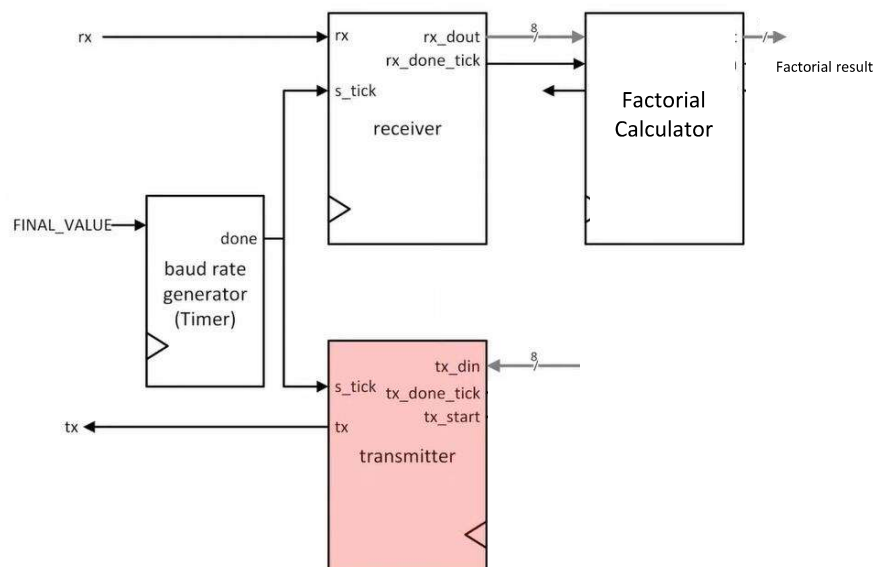 rx
rx
rx_dout
8
rx_done_tick
s_tick
receiver
Factorial
Calculator
Factorial result
FINAL_VALUE
done
baud rate
generator
(Timer)
tx_din
8
s_tick
tx_done_tick
tx_start
tx
tx
transmitter